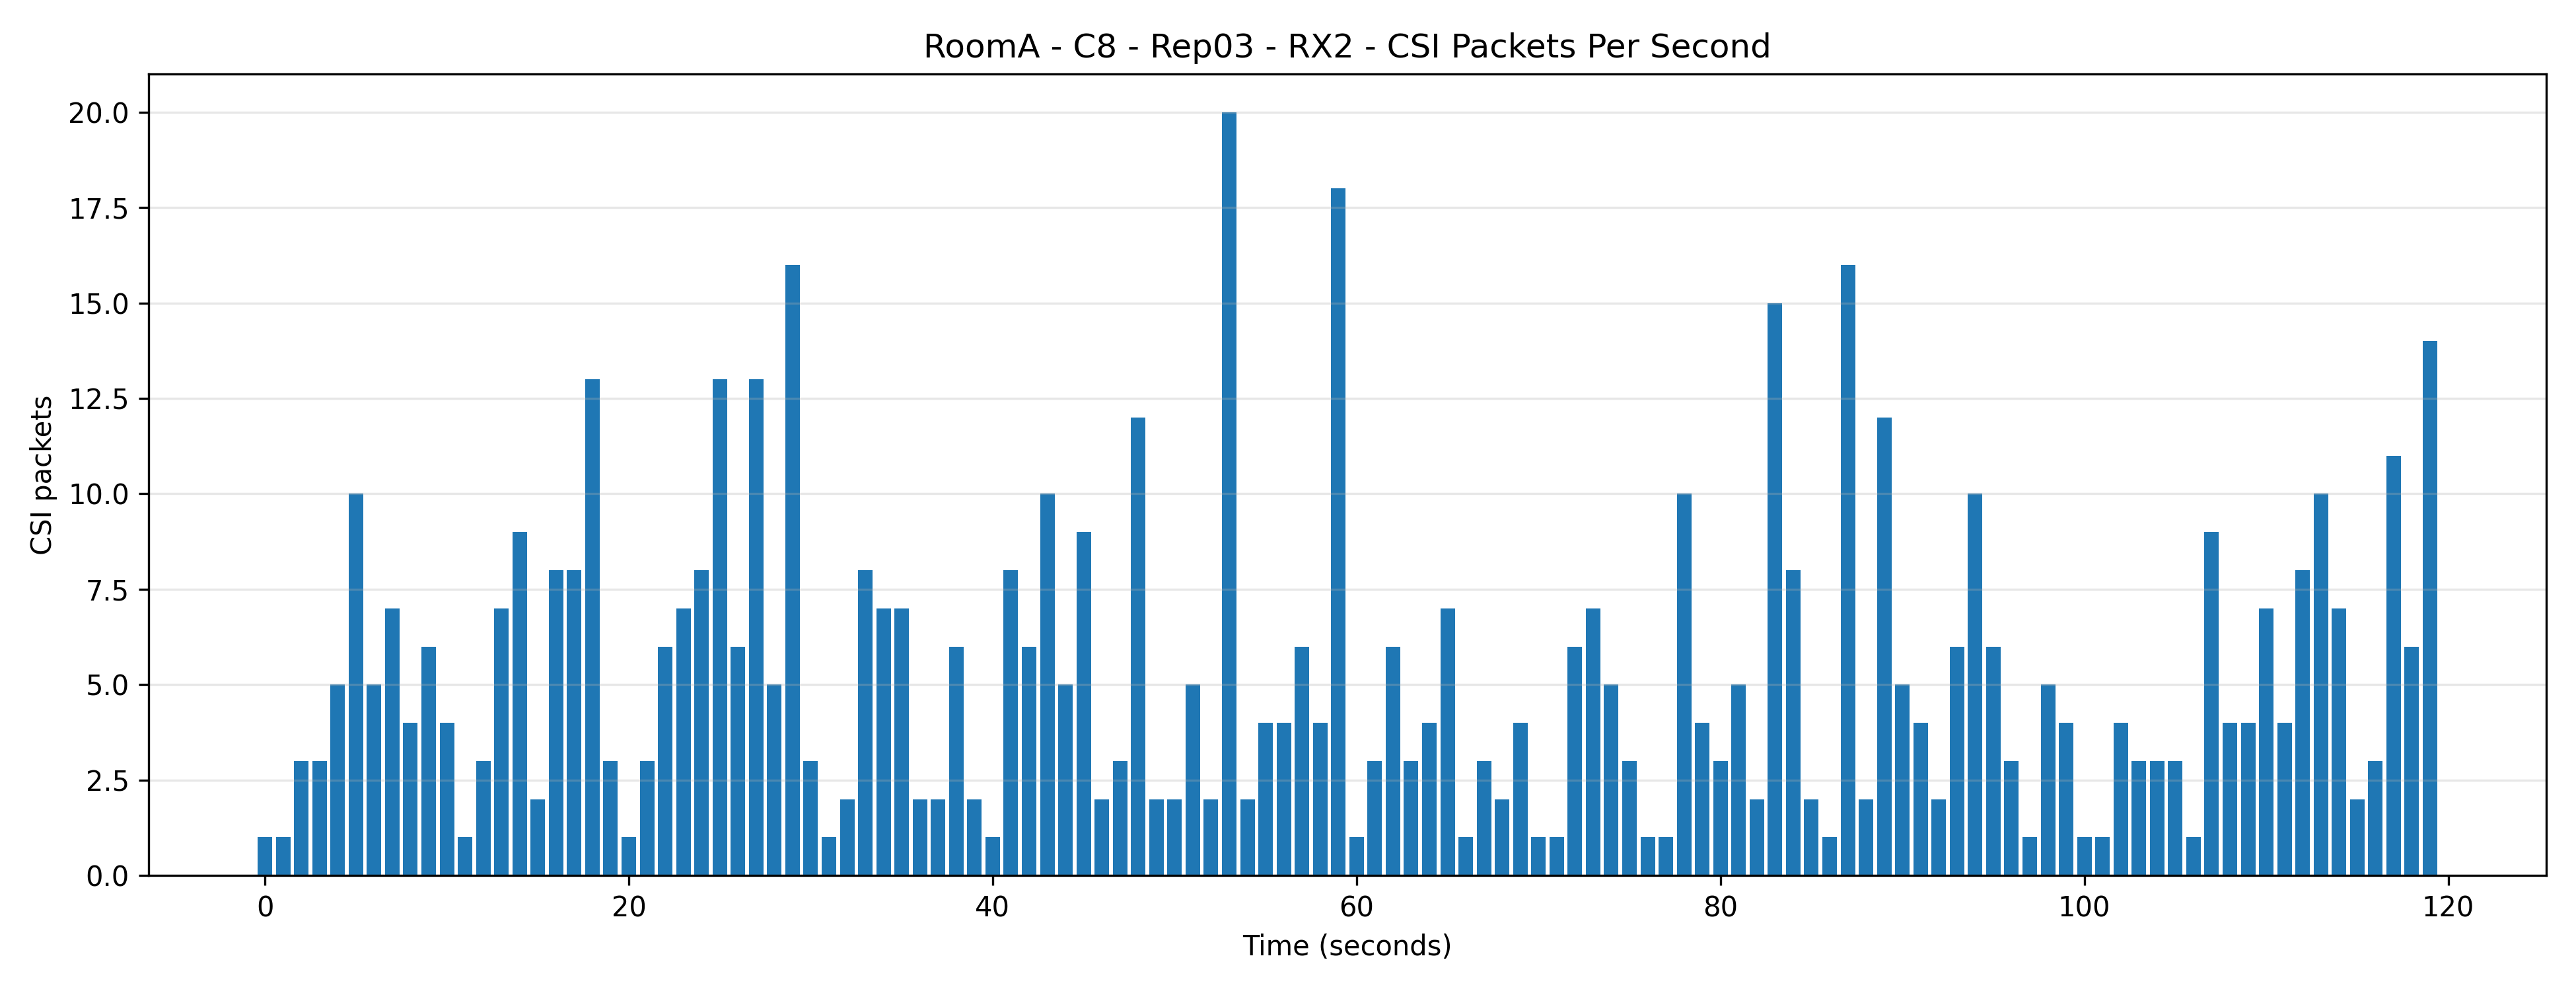 RoomA - C8 - Rep03 - RX2 - CSI Packets Per Second
20.0
17.5
15.0
12.5
10.0
7.5
5.0
2.5
0.0
CSI packets
0 20 40 60 80 100 120
Time (seconds)